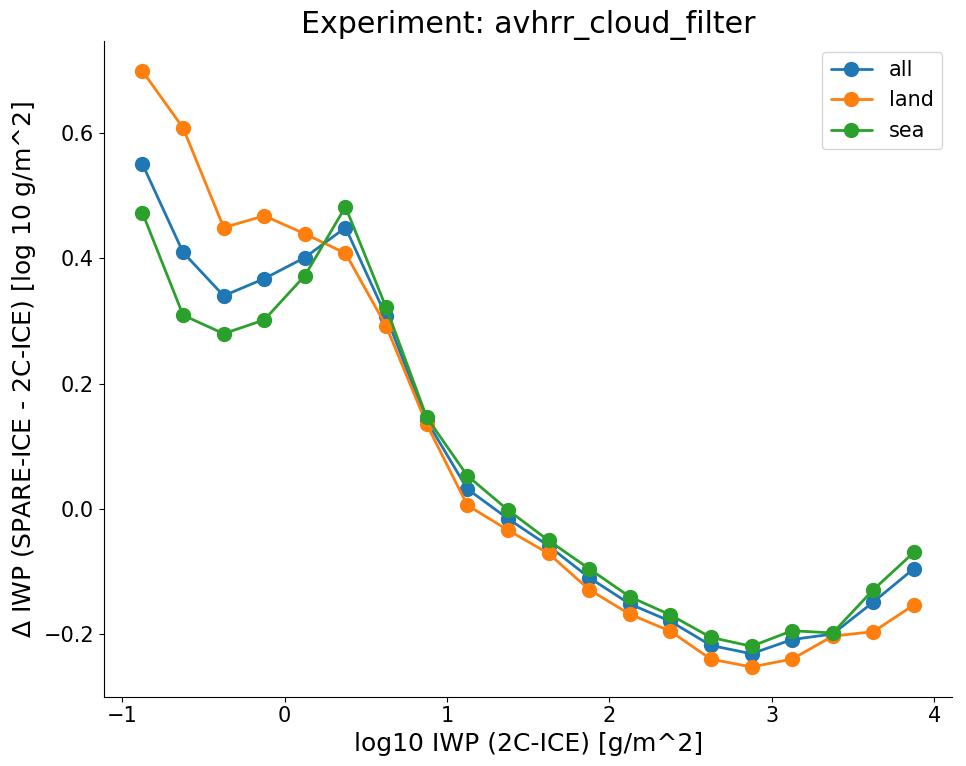 Experiment: avhrr_cloud_filter
all
land
sea
Δ IWP (SPARE-ICE - 2C-ICE) [log 10 g/m^2]
0.6
0.4
0.2
0.0
−0.2
−1
0
1
2
3
4
log10 IWP (2C-ICE) [g/m^2]